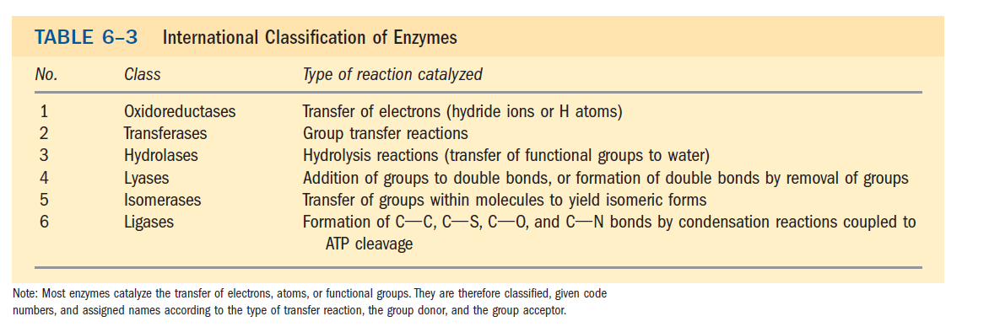 TABLE 6–3 International Classification of Enzymes
No. Class Type of reaction catalyzed
1 Oxidoreductases Transfer of electrons (hydride ions or H atoms)
2 Transferases Group transfer reactions
3 Hydrolases Hydrolysis reactions (transfer of functional groups to water)
4 Lyases Addition of groups to double bonds, or formation of double bonds by removal of groups
5 Isomerases Transfer of groups within molecules to yield isomeric forms
6 Ligases Formation of C—C, C—S, C—O, and C—N bonds by condensation reactions coupled to
ATP cleavage
Note: Most enzymes catalyze the transfer of electrons, atoms, or functional groups. They are therefore classified, given code
numbers, and assigned names according to the type of transfer reaction, the group donor, and the group acceptor.